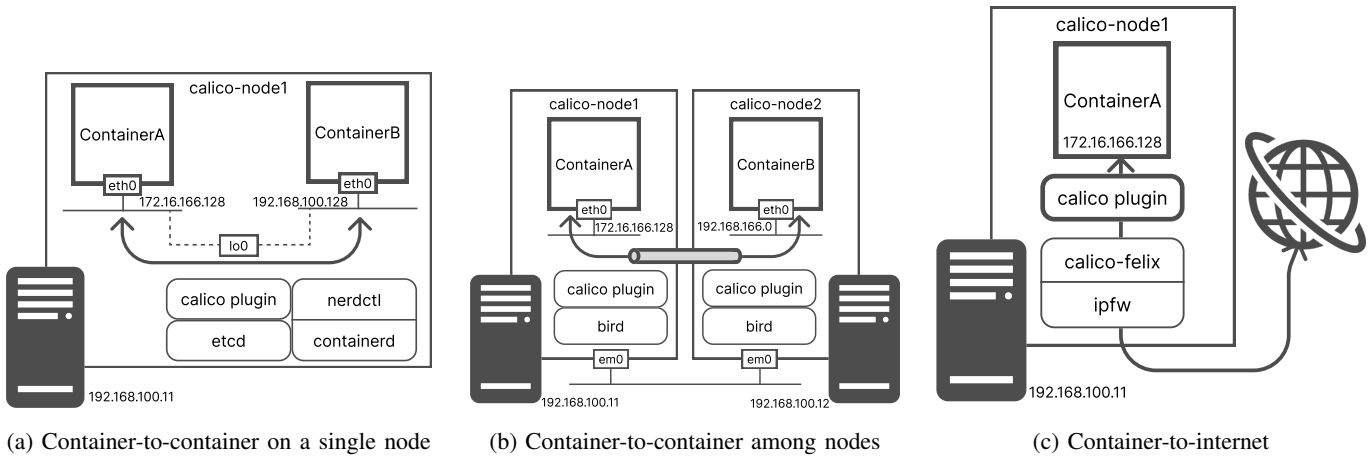 calico-node1
ContainerA
ContainerB
eth0
eth0
172.16.166.128
192.168.100.128
lo0
calico plugin
nerdctl
etcd
containerd
192.168.100.11
(a) Container-to-container on a single node
calico-node1
calico-node2
ContainerA
ContainerB
eth0
eth0
172.16.166.128
192.168.166.0
calico plugin
calico plugin
bird
bird
em0
em0
192.168.100.11
192.168.100.12
(b) Container-to-container among nodes
calico-node1
ContainerA
172.16.166.128
calico plugin
calico-felix
ipfw
192.168.100.11
(c) Container-to-internet